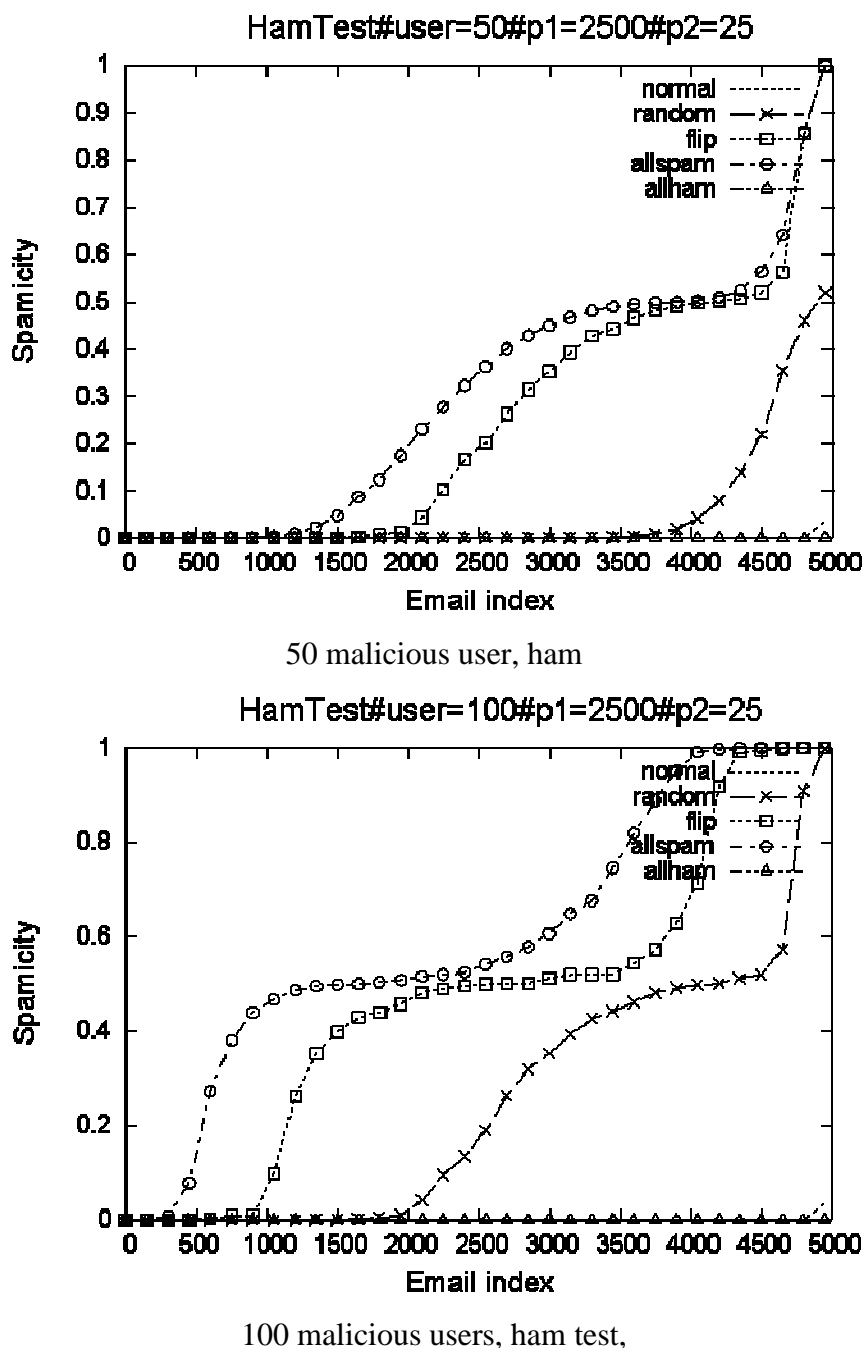 HamTest#user=50#p1=2500#p2=25
1
normal
0.9
random
0.8
flip
allspam
0.7
allham
0.6
Spamicity
0.5
0.4
0.3
0.2
0.1
0
0 500 1000 1500 2000 2500 3000 3500 4000 4500 5000
Email index
50 malicious user, ham
HamTest#user=100#p1=2500#p2=25
1
normal
random
flip
0.8
allspam
allham
0.6
Spamicity
0.4
0.2
0
0 500 1000 1500 2000 2500 3000 3500 4000 4500 5000
Email index
100 malicious users, ham test,